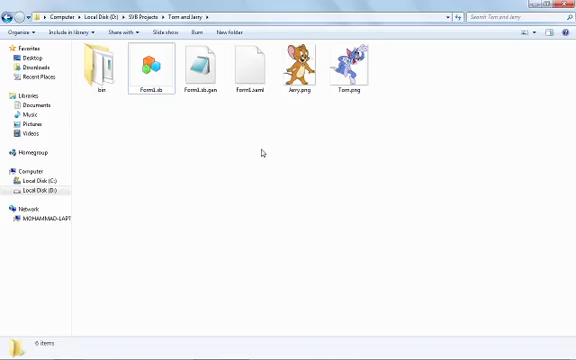 Computer ▸ Local Disk (D:) ▸ SVB Projects ▸ Tom and Jerry ▸
Search Tom and Jerry
Organize ▾ Include in library ▾ Share with ▾ Slide show Burn New folder
Favorites
Desktop
Downloads
Recent Places
Libraries
Documents
Music
Pictures
Videos
Homegroup
Computer
Local Disk (C:)
Local Disk (D:)
Network
MOHAMMAD-LAPT
bin
Form1.sb
Form1.sb.gen
Form1.xaml
Jerry.png
Tom.png
6 items